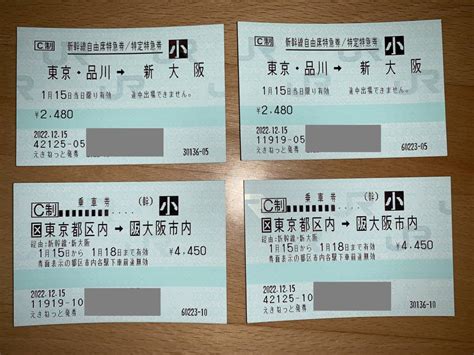 C制 新幹線自由席特急券/特定特急券 小
東京・品川 → 新大阪
1月15日当日限り有効 途中出場できません。
¥2,480
2022.12.15
42125-05
えきねっと発券 30136-05
C制 新幹線自由席特急券/特定特急券 小
東京・品川 → 新大阪
1月15日当日限り有効 途中出場できません。
¥2,480
2022.12.15
11919-05
えきねっと発券 60223-05
C制 乗車券 (幹) 小
区東京都区内 → 阪大阪市内
経由:新幹線・新大阪
1月15日から 1月18日まで有効 ¥4,450
券面表示の都区市内各駅下車前途無効
2022.12.15
11919-10
えきねっと発券 60223-10
C制 乗車券 (幹) 小
区東京都区内 → 阪大阪市内
経由:新幹線・新大阪
1月15日から 1月18日まで有効 ¥4,450
券面表示の都区市内各駅下車前途無効
2022.12.15
42125-10
えきねっと発券 30136-10